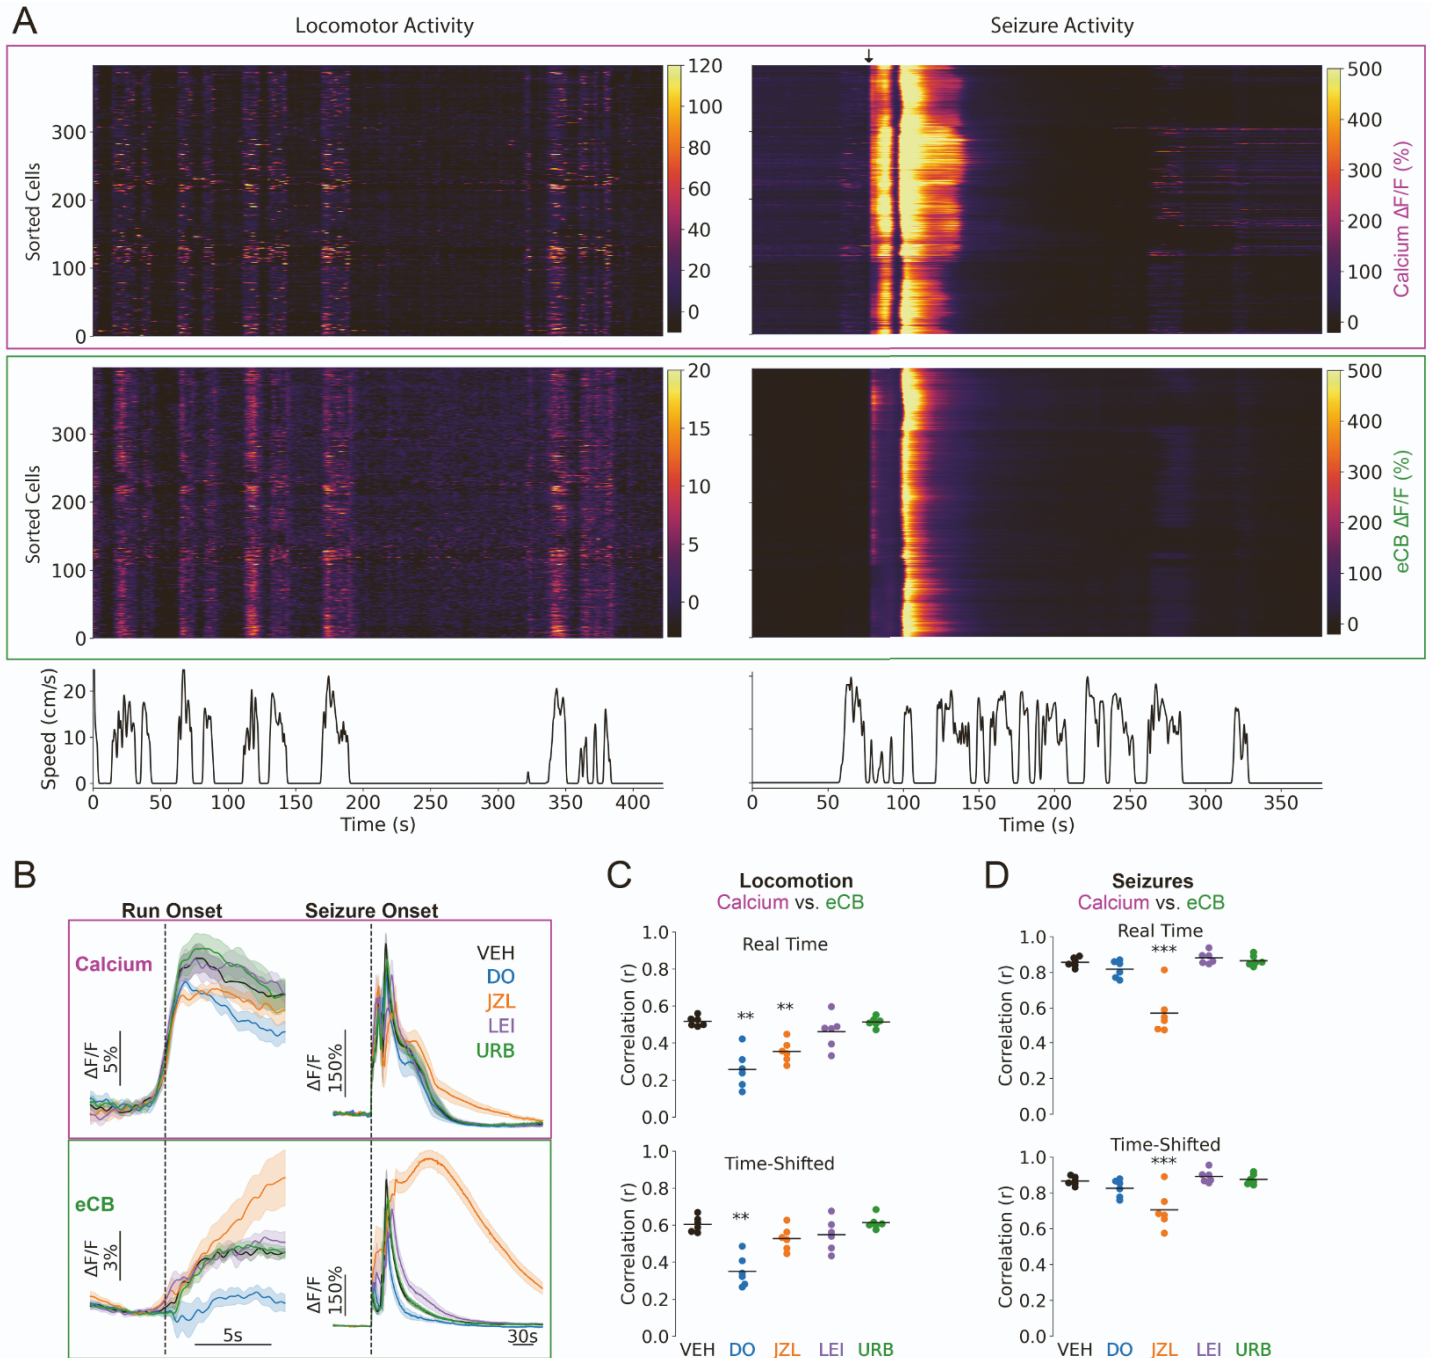 A
Locomotor Activity
Seizure Activity
Sorted Cells
300
200
100
0
120
100
80
60
40
20
0
500
400
300
200
100
0
Calcium ΔF/F (%)
Sorted Cells
300
200
100
0
20
15
10
5
0
500
400
300
200
100
0
eCB ΔF/F (%)
Speed (cm/s)
20
10
0
0 50 100 150 200 250 300 350 400
Time (s)
0 50 100 150 200 250 300 350
Time (s)
B
Run Onset
Seizure Onset
Calcium
ΔF/F
5%
ΔF/F
150%
VEH
DO
JZL
LEI
URB
eCB
ΔF/F
3%
ΔF/F
150%
5s
30s
C
Locomotion
Calcium vs. eCB
Real Time
Correlation (r)
1.0
0.8
0.6
0.4
0.2
0.0
**
**
Time-Shifted
Correlation (r)
1.0
0.8
0.6
0.4
0.2
0.0
**
VEH DO JZL LEI URB
D
Seizures
Calcium vs. eCB
Real Time
Correlation (r)
1.0
0.8
0.6
0.4
0.2
0.0
***
Time-Shifted
Correlation (r)
1.0
0.8
0.6
0.4
0.2
0.0
***
VEH DO JZL LEI URB